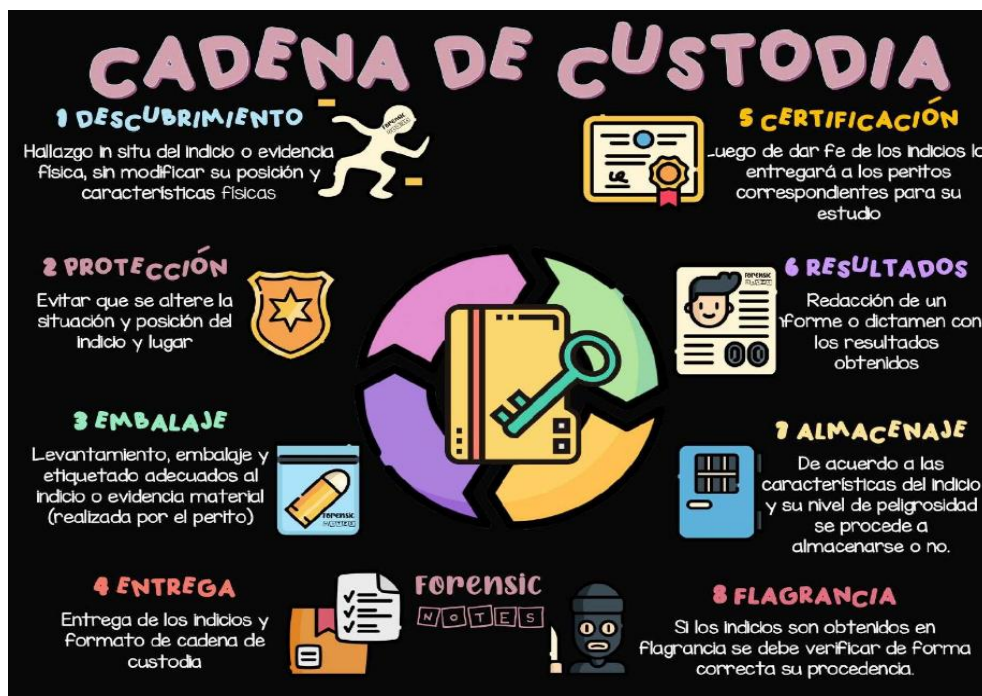 CADENA DE CUSTODIA
1 DESCUBRIMIENTO
Hallazgo in situ del indicio o evidencia
física, sin modificar su posición y
características físicas
2 PROTECCIÓN
Evitar que se altere la
situación y posición del
indicio y lugar
3 EMBALAJE
Levantamiento, embalaje y
etiquetado adecuados al
indicio o evidencia material
(realizada por el perito)
Forensic
NOTES
4 ENTREGA
Entrega de los indicios y
formato de cadena de
custodia
Forensic
NOTES
5 CERTIFICACIÓN
Luego de dar fe de los indicios lo
entregará a los peritos
correspondientes para su
estudio
6 RESULTADOS
Redacción de un
informe o dictamen con
los resultados
obtenidos
Forensic
NOTES
7 ALMACENAJE
De acuerdo a las
características del indicio
y su nivel de peligrosidad
se procede a
almacenarse o no.
8 FLAGRANCIA
Si los indicios son obtenidos en
flagrancia se debe verificar de forma
correcta su procedencia.